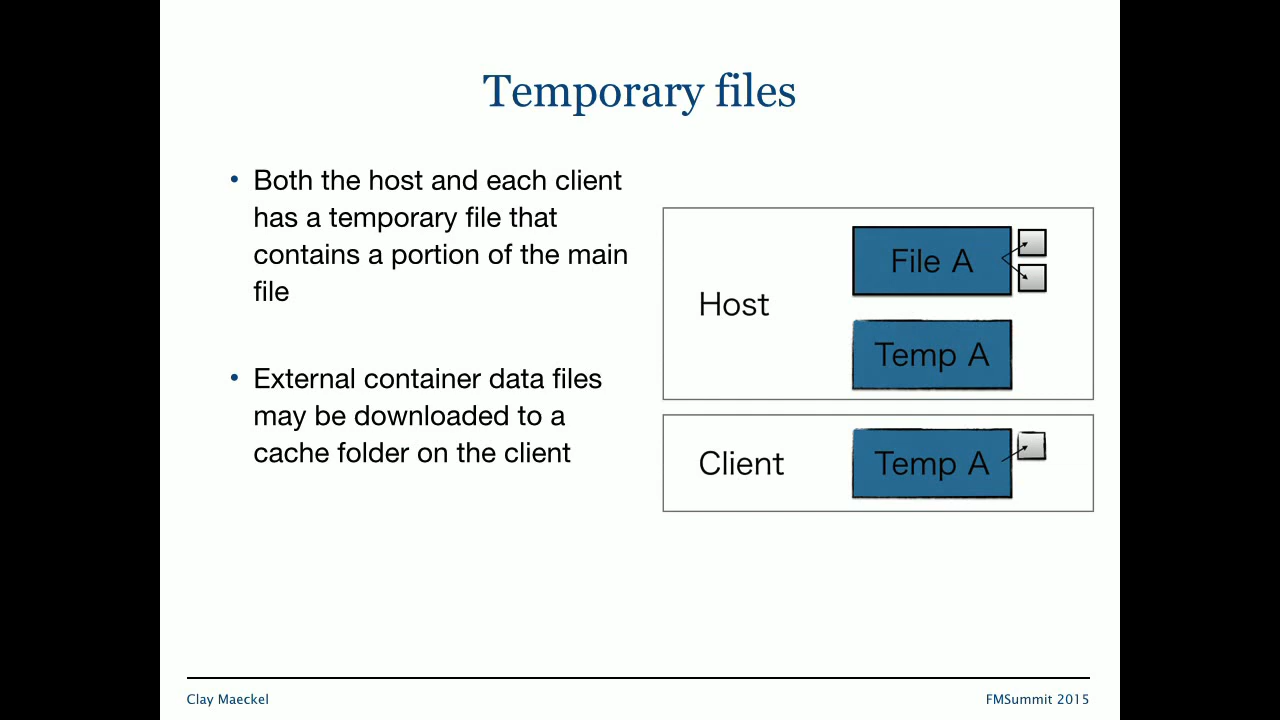 Temporary files
• Both the host and each client
has a temporary file that
contains a portion of the main
file
• External container data files
may be downloaded to a
cache folder on the client
Host
File A
Temp A
Client
Temp A
Clay Maeckel
FMSummit 2015